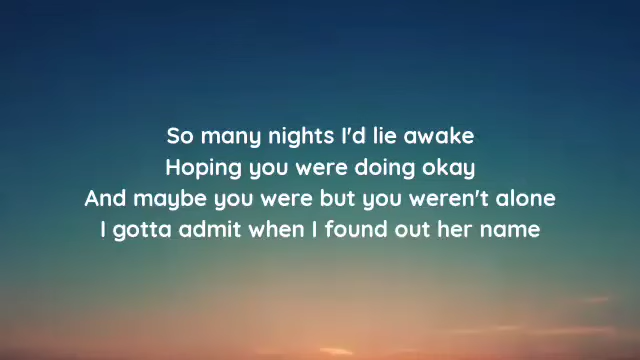 So many nights I'd lie awake
Hoping you were doing okay
And maybe you were but you weren't alone
I gotta admit when I found out her name